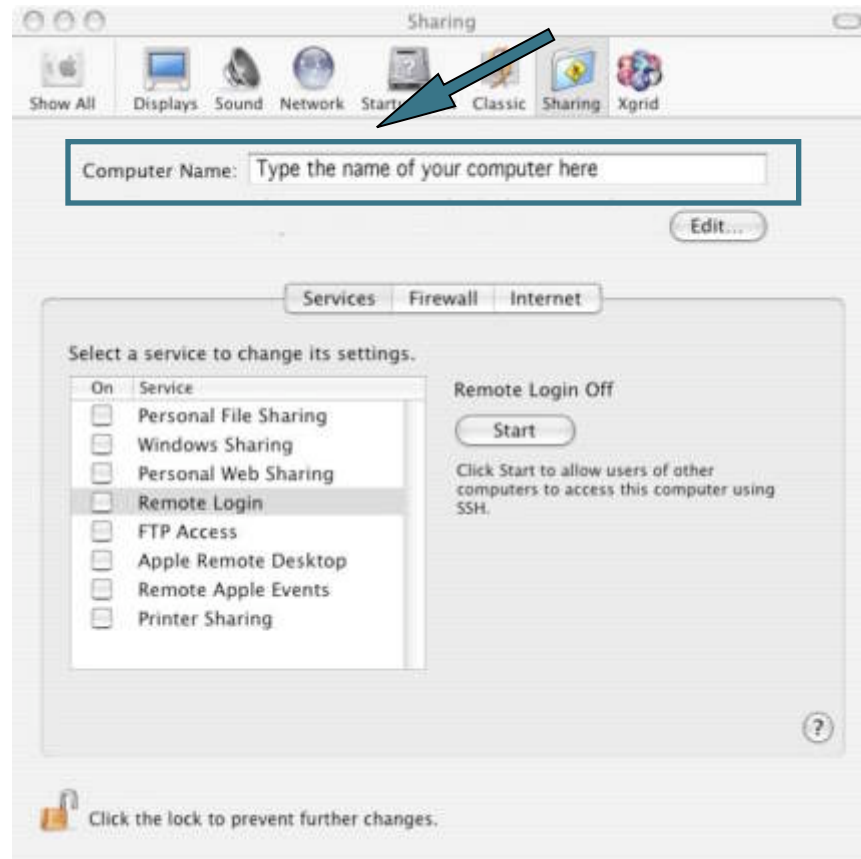 Sharing
Show All Displays Sound Network Classic Sharing Xgrid
Computer Name: Type the name of your computer here
Edit...
Services Firewall Internet
Select a service to change its settings.
On Service
Personal File Sharing
Windows Sharing
Personal Web Sharing
Remote Login
FTP Access
Apple Remote Desktop
Remote Apple Events
Printer Sharing
Remote Login Off
Start
Click Start to allow users of other
computers to access this computer using
SSH.
?
Click the lock to prevent further changes.